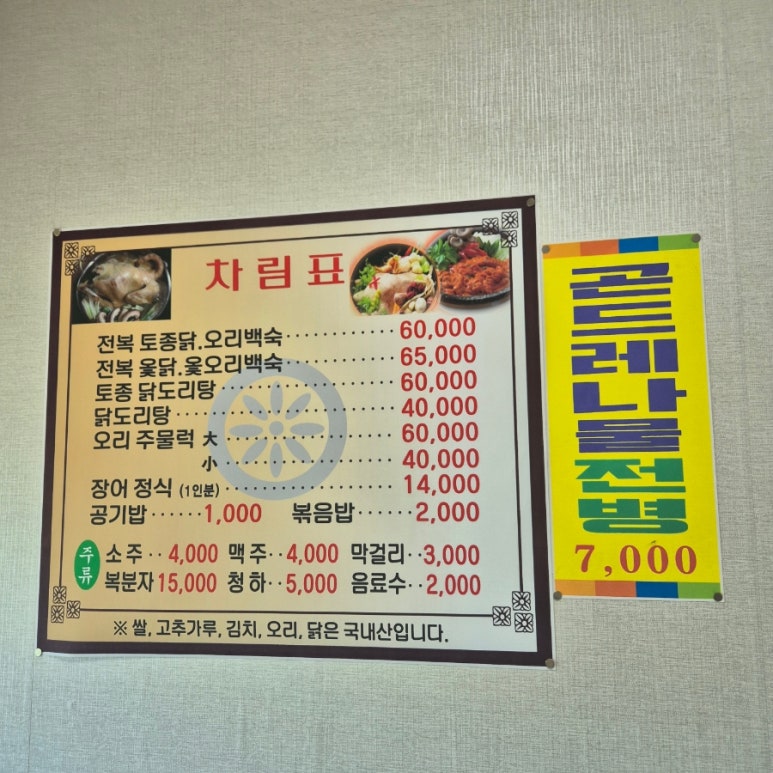 차림표
전복 토종닭.오리백숙 60,000
전복 옻닭.옻오리백숙 65,000
토종 닭도리탕 60,000
닭도리탕 40,000
오리 주물럭 大 60,000
小 40,000
장어 정식 (1인분) 14,000
공기밥 1,000 볶음밥 2,000
주류
소주 4,000 맥주 4,000 막걸리 3,000
복분자 15,000 청하 5,000 음료수 2,000
※ 쌀, 고추가루, 김치, 오리, 닭은 국내산입니다.
곤드레나물전병
7,000